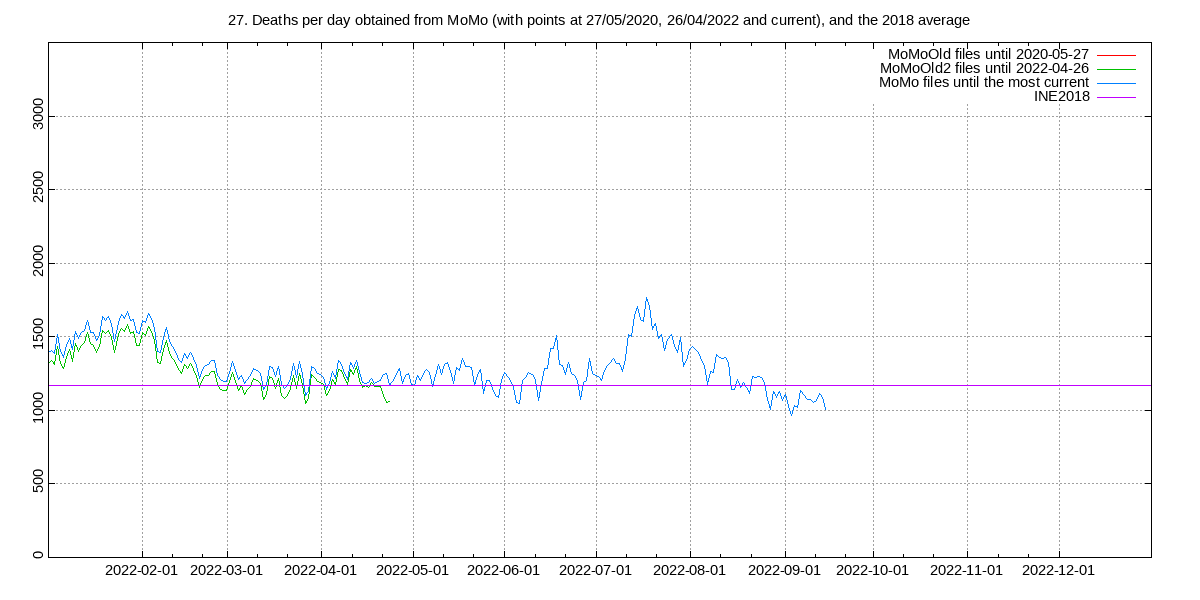 27. Deaths per day obtained from MoMo (with points at 27/05/2020, 26/04/2022 and current), and the 2018 average
MoMoOld files until 2020-05-27
MoMoOld2 files until 2022-04-26
MoMo files until the most current
INE2018
3000
2500
2000
1500
1000
500
0
2022-02-01 2022-03-01 2022-04-01 2022-05-01 2022-06-01 2022-07-01 2022-08-01 2022-09-01 2022-10-01 2022-11-01 2022-12-01